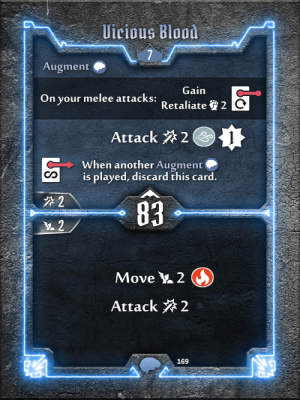 Vicious Blood
7
Augment
On your melee attacks: Gain
Retaliate 2
Attack 2 1
When another Augment
is played, discard this card.
2
83
2
Move 2
Attack 2
169